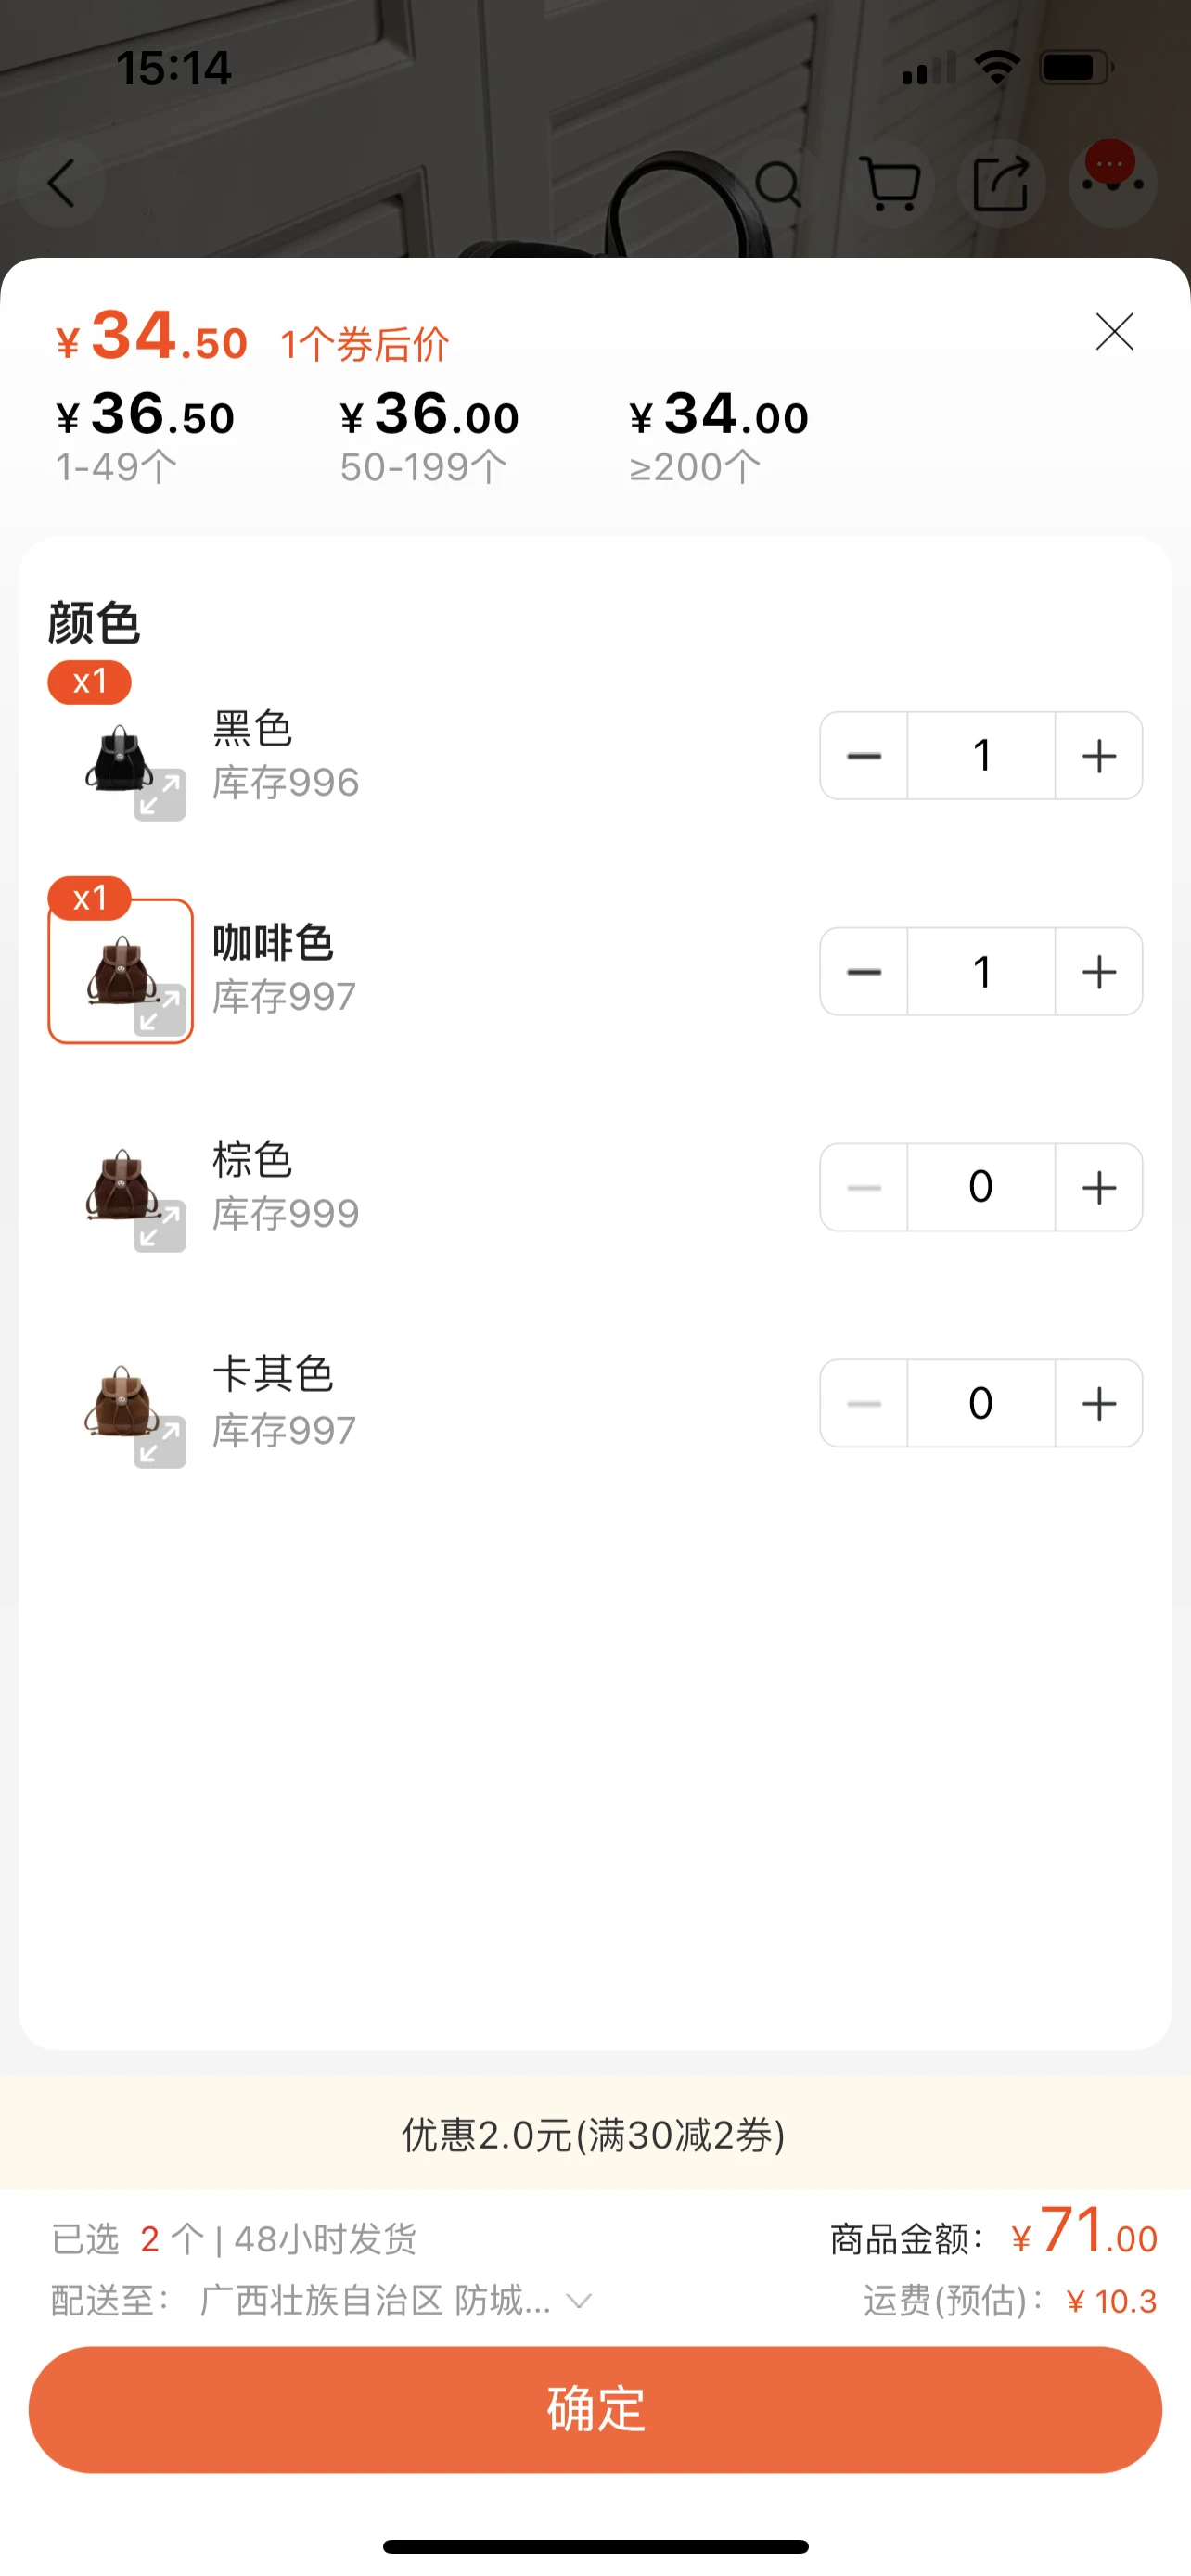 15:14
¥34.50 1个券后价
¥36.50 ¥36.00 ¥34.00
1-49个 50-199个 ≥200个
颜色
x1
黑色
库存996
1
x1
咖啡色
库存997
1
棕色
库存999
0
卡其色
库存997
0
优惠2.0元(满30减2券)
已选 2 个 | 48小时发货 商品金额: ¥71.00
配送至: 广西壮族自治区 防城... 运费(预估): ¥10.3
确定